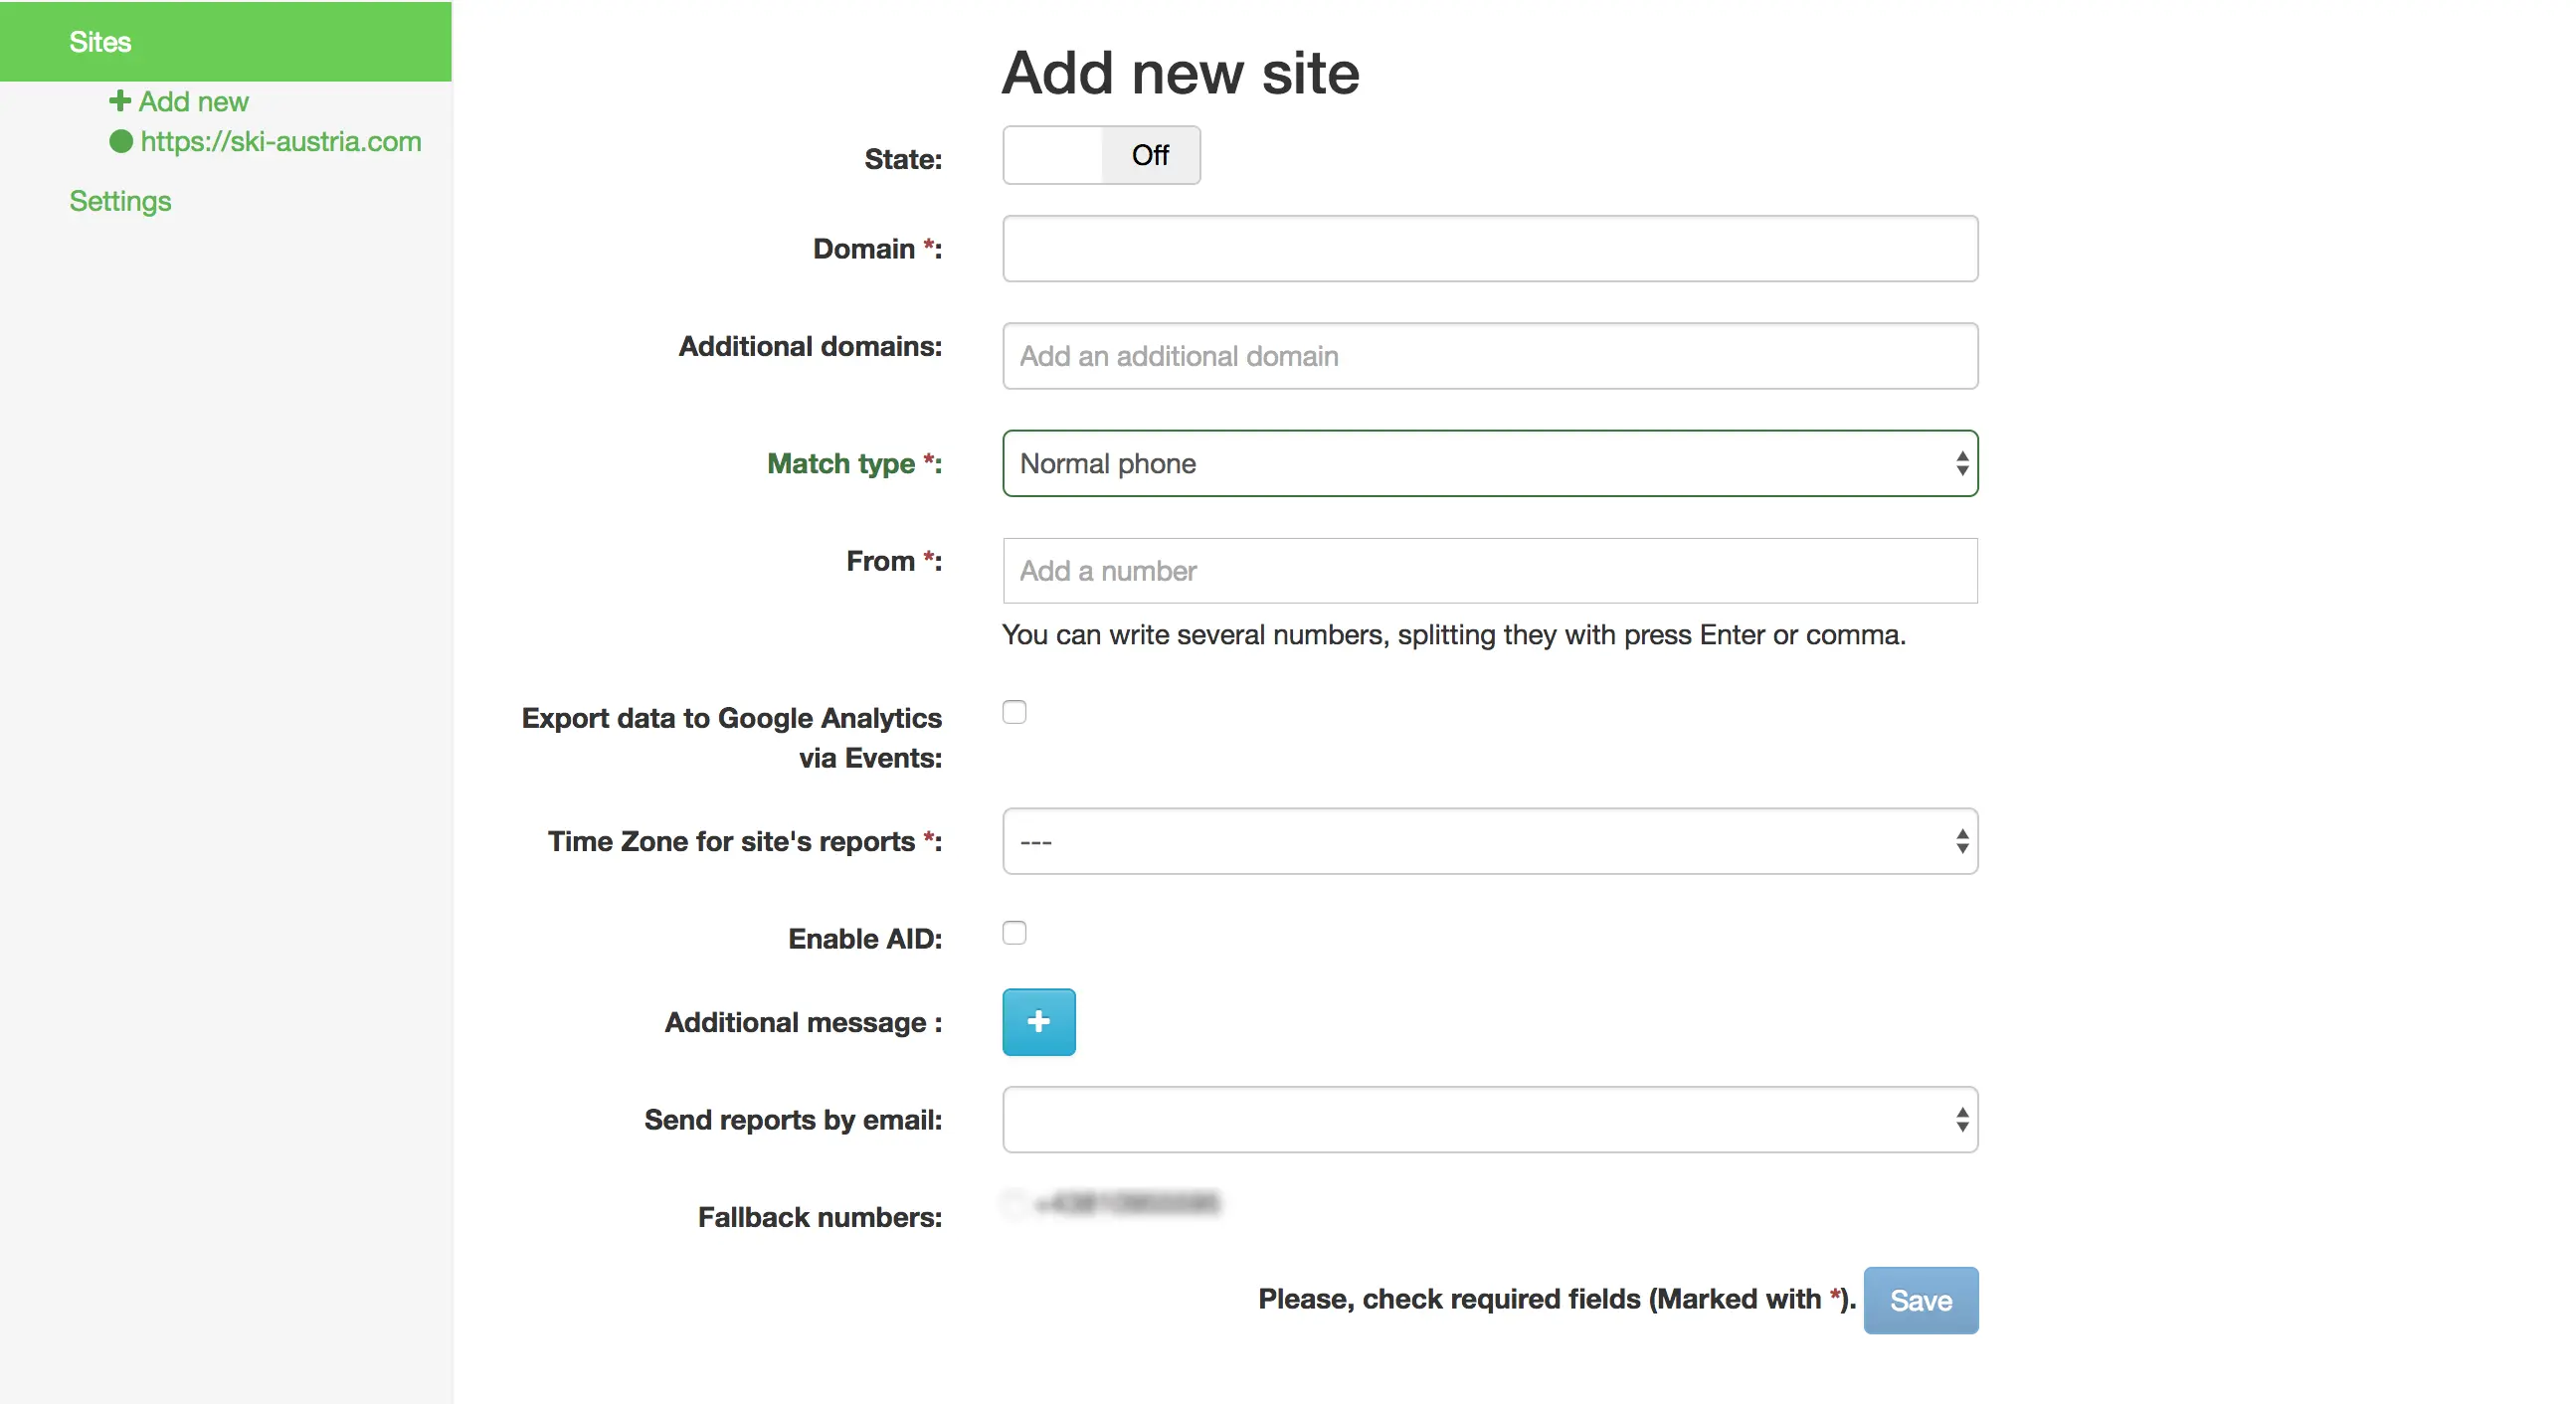 Sites
Add new
https://ski-austria.com
Settings
Add new site
State:
Off
Domain *:
Additional domains:
Add an additional domain
Match type *:
Normal phone
From *:
Add a number
You can write several numbers, splitting they with press Enter or comma.
Export data to Google Analytics
via Events:
Time Zone for site's reports *:
---
Enable AID:
Additional message :
Send reports by email:
Fallback numbers:
Please, check required fields (Marked with *).
Save